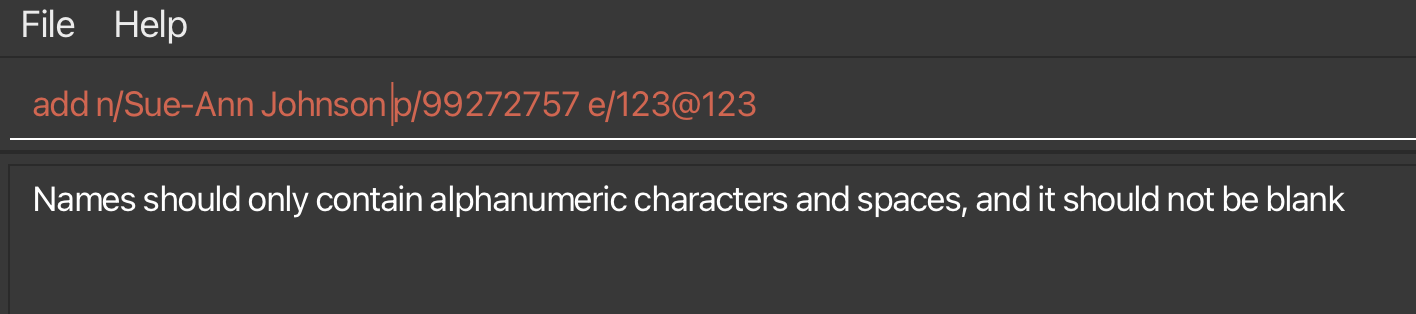 File Help
add n/Sue-Ann Johnson p/99272757 e/123@123
Names should only contain alphanumeric characters and spaces, and it should not be blank